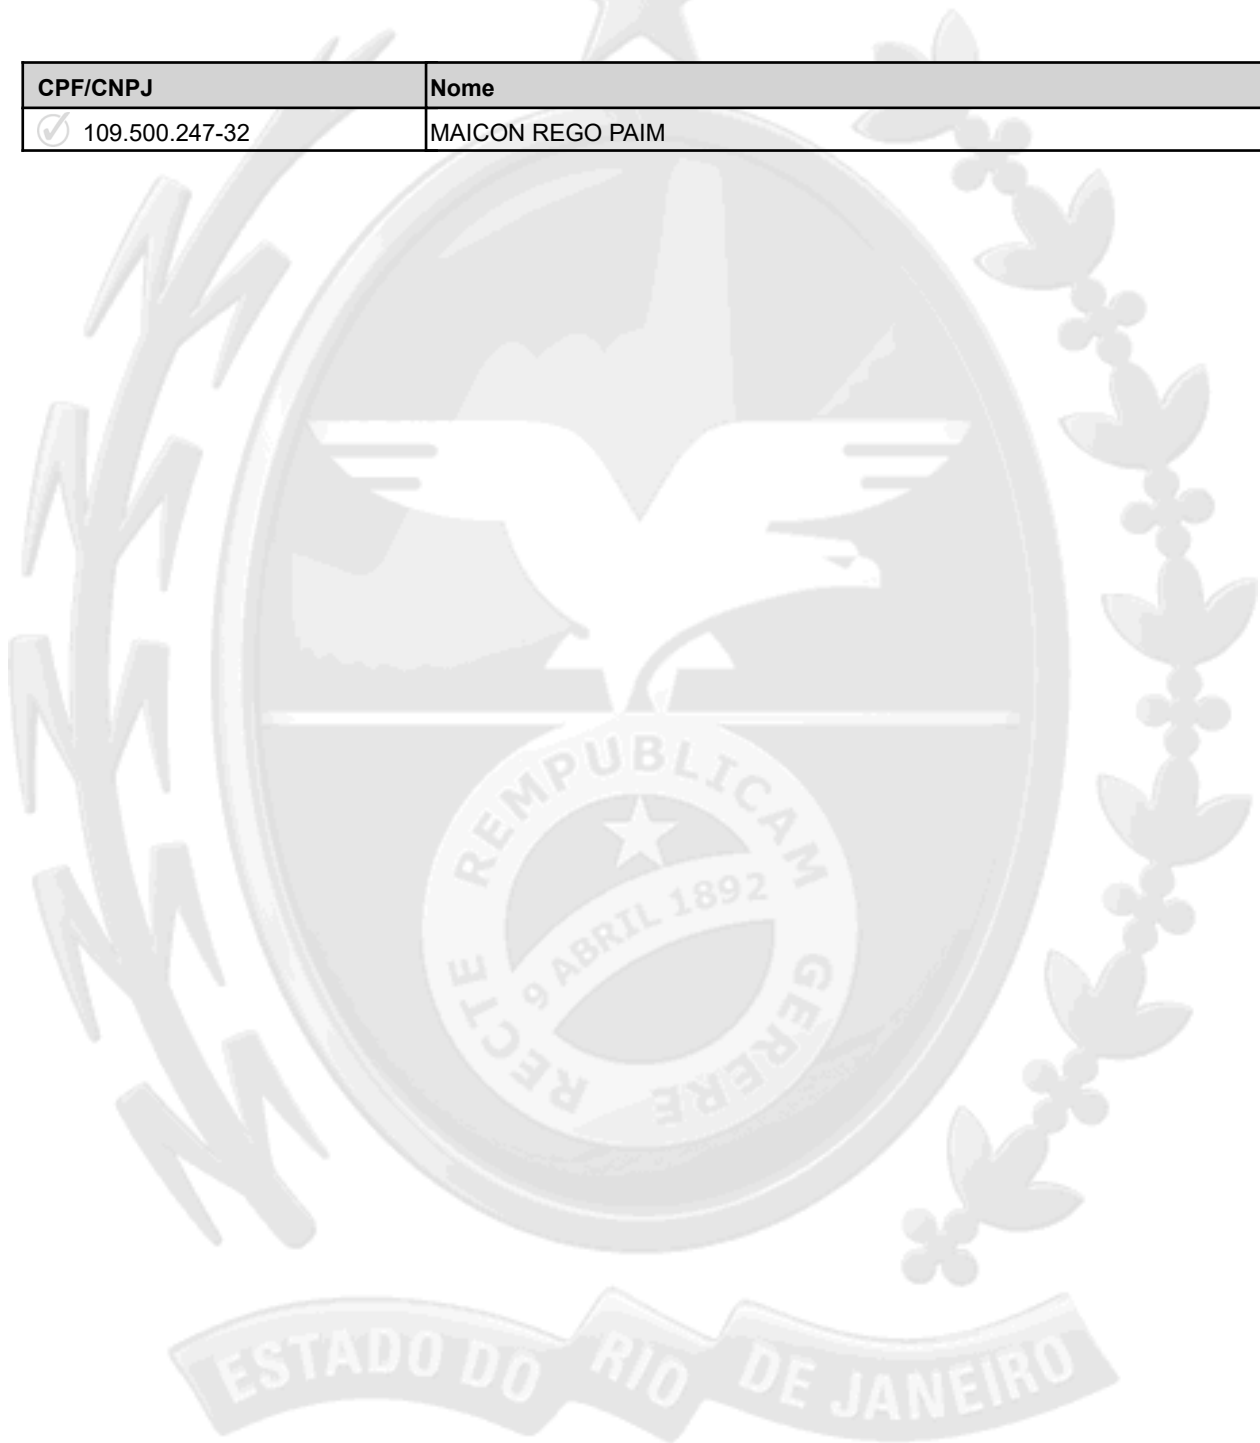 CPF/CNPJ Nome
109.500.247-32 MAICON REGO PAIM
REMPUBLICAM
9 ABRIL 1892
RECTE GERERE
ESTADO DO RIO DE JANEIRO